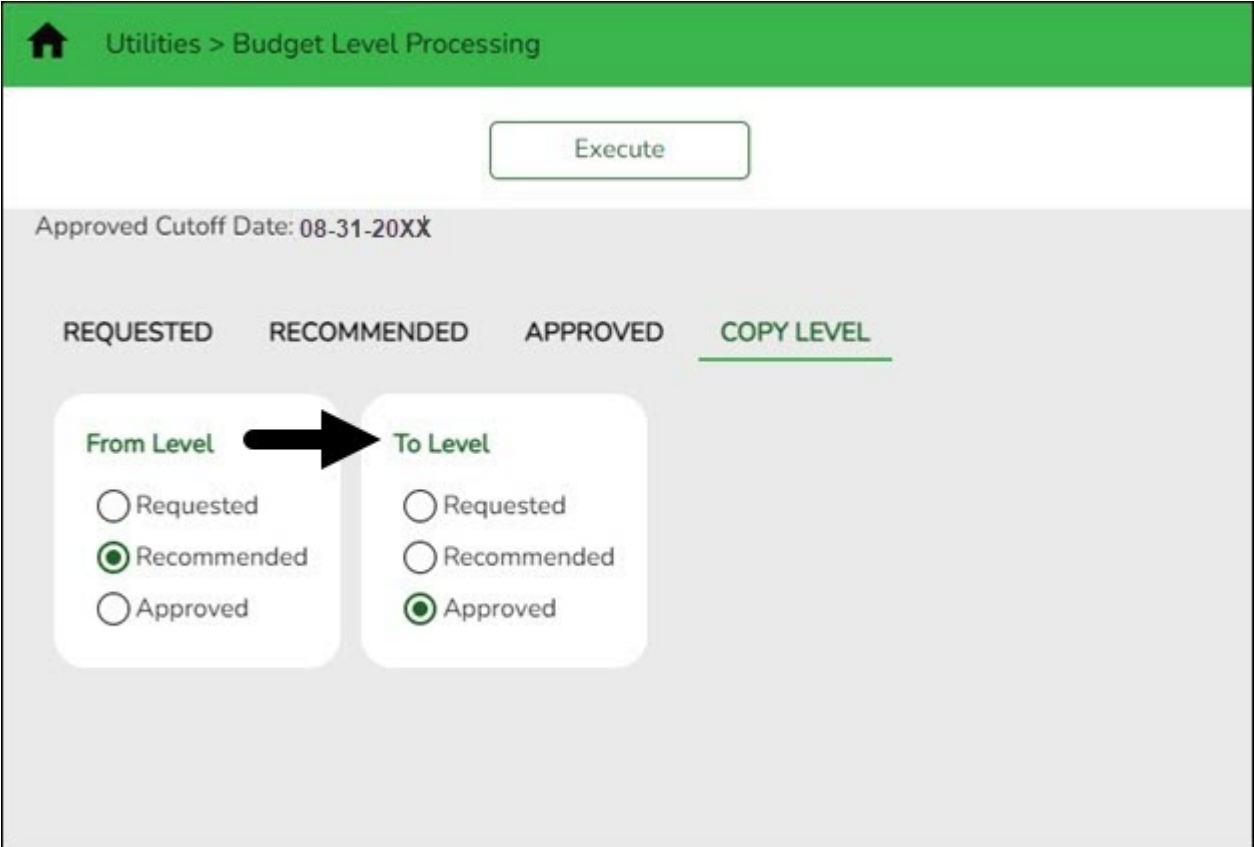 Utilities > Budget Level Processing
Execute
Approved Cutoff Date: 08-31-20XX
REQUESTED RECOMMENDED APPROVED COPY LEVEL
From Level
Requested
Recommended
Approved
To Level
Requested
Recommended
Approved